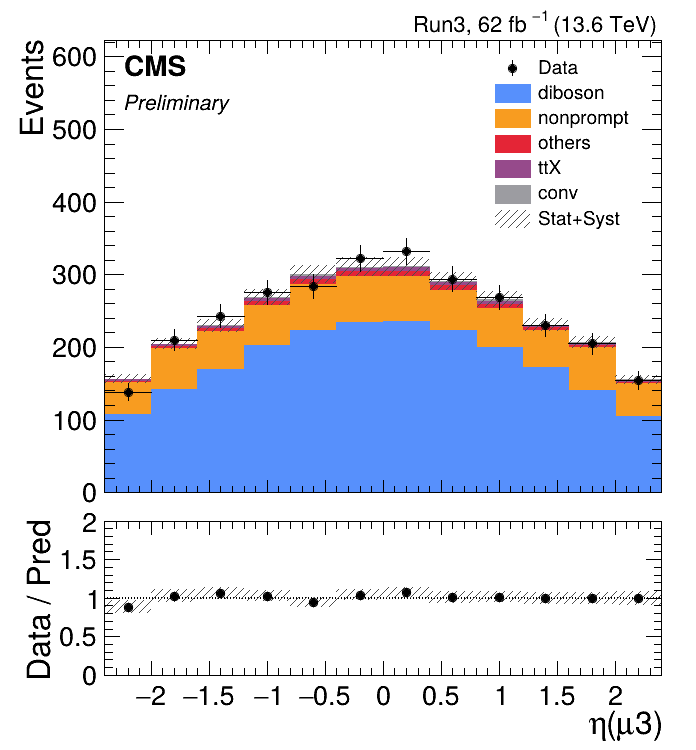 Run3, 62 fb⁻¹ (13.6 TeV)
CMS
Preliminary
Events
600
500
400
300
200
100
0
Data
diboson
nonprompt
others
ttX
conv
Stat+Syst
Data / Pred
2
1.5
1
0.5
0
−2 −1.5 −1 −0.5 0 0.5 1 1.5 2
η(μ3)